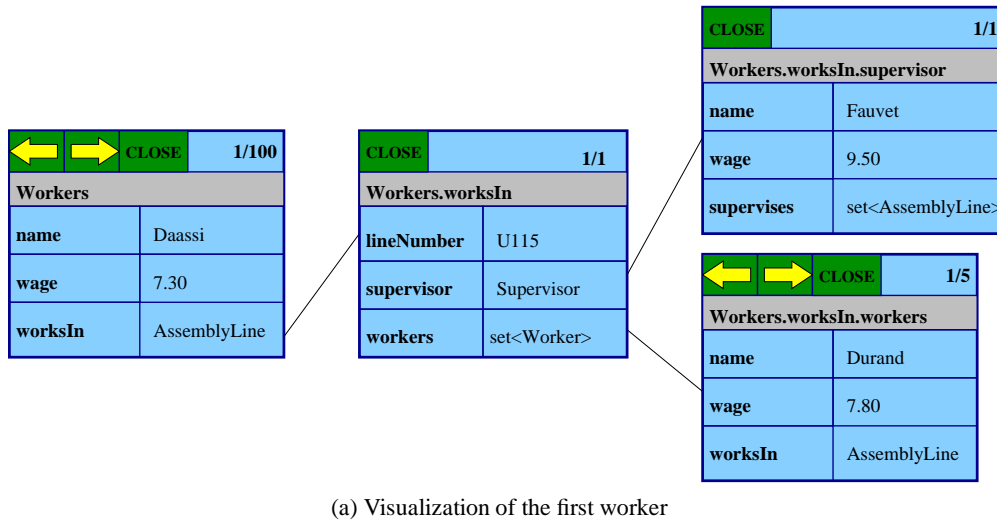 CLOSE 1/100
Workers
name Daassi
wage 7.30
worksIn AssemblyLine
CLOSE 1/1
Workers.worksIn
lineNumber U115
supervisor Supervisor
workers set<Worker>
CLOSE 1/1
Workers.worksIn.supervisor
name Fauvet
wage 9.50
supervises set<AssemblyLine>
CLOSE 1/5
Workers.worksIn.workers
name Durand
wage 7.80
worksIn AssemblyLine
(a) Visualization of the first worker